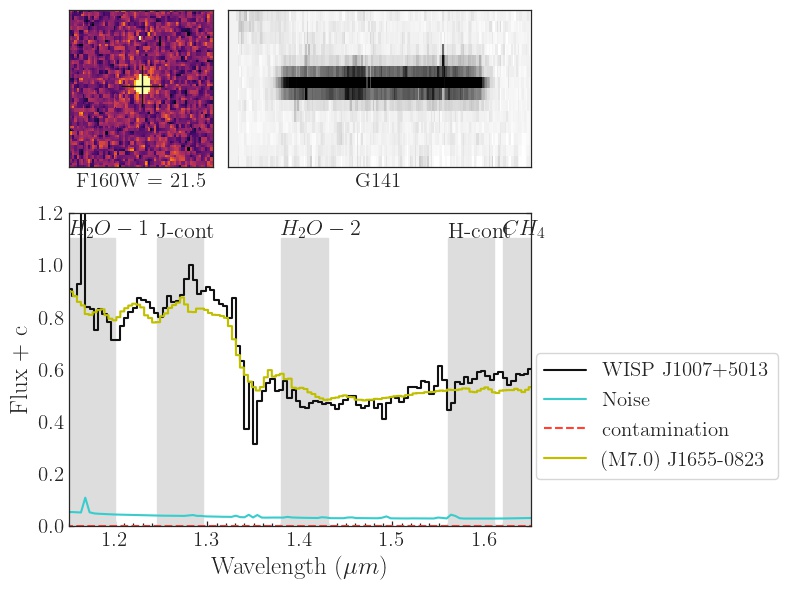 F160W = 21.5
G141
H₂O − 1
J-cont
H₂O − 2
H-cont
CH₄
1.2
1.0
0.8
0.6
0.4
0.2
0.0
Flux + c
1.2
1.3
1.4
1.5
1.6
Wavelength (μm)
WISP J1007+5013
Noise
contamination
(M7.0) J1655-0823